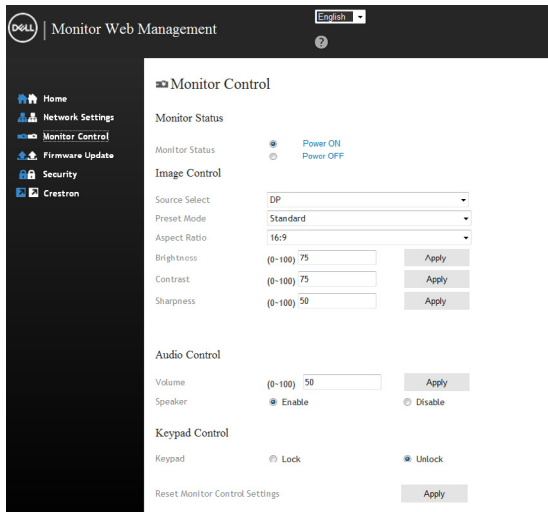 DELL | Monitor Web Management
English
?
Home
Network Settings
Monitor Control
Firmware Update
Security
Crestron
Monitor Control
Monitor Status
Monitor Status Power ON
Power OFF
Image Control
Source Select DP
Preset Mode Standard
Aspect Ratio 16:9
Brightness (0~100) 75 Apply
Contrast (0~100) 75 Apply
Sharpness (0~100) 50 Apply
Audio Control
Volume (0~100) 50 Apply
Speaker Enable Disable
Keypad Control
Keypad Lock Unlock
Reset Monitor Control Settings Apply